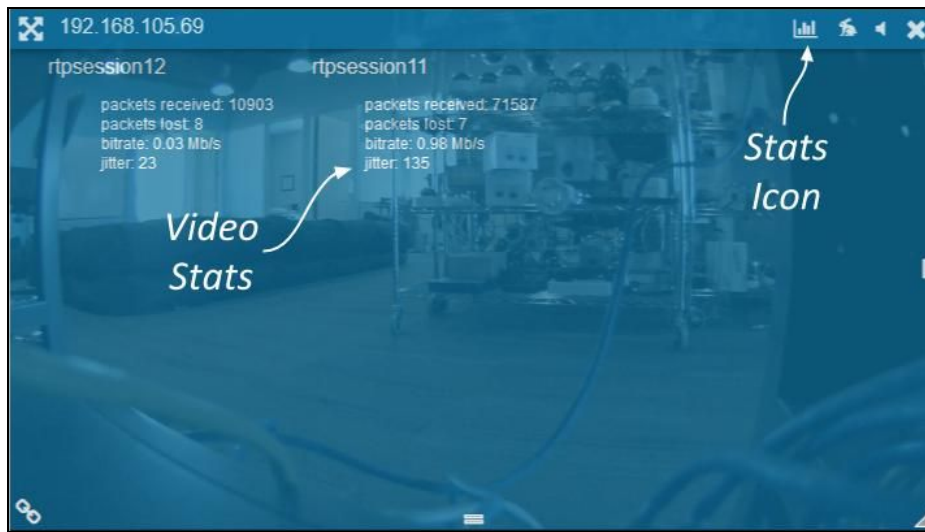 192.168.105.69
rtpsession12
packets received: 10903
packets lost: 8
bitrate: 0.03 Mb/s
jitter: 23
rtpsession11
packets received: 71587
packets lost: 7
bitrate: 0.98 Mb/s
jitter: 135
Stats
Icon
Video
Stats